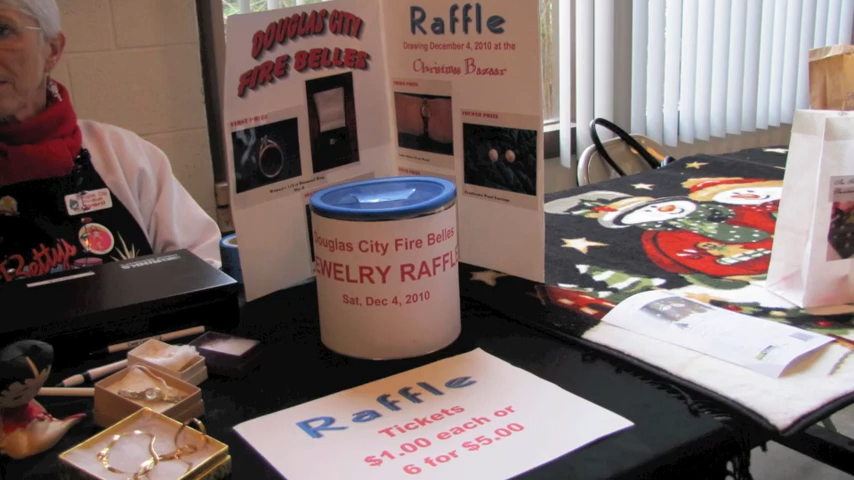 DOUGLAS CITY
FIRE BELLES
Raffle
Drawing December 4, 2010 at the
Christmas Bazaar
Douglas City Fire Belles
EWELRY RAFFLE
Sat, Dec 4, 2010
Raffle
Tickets
$1.00 each or
6 for $5.00